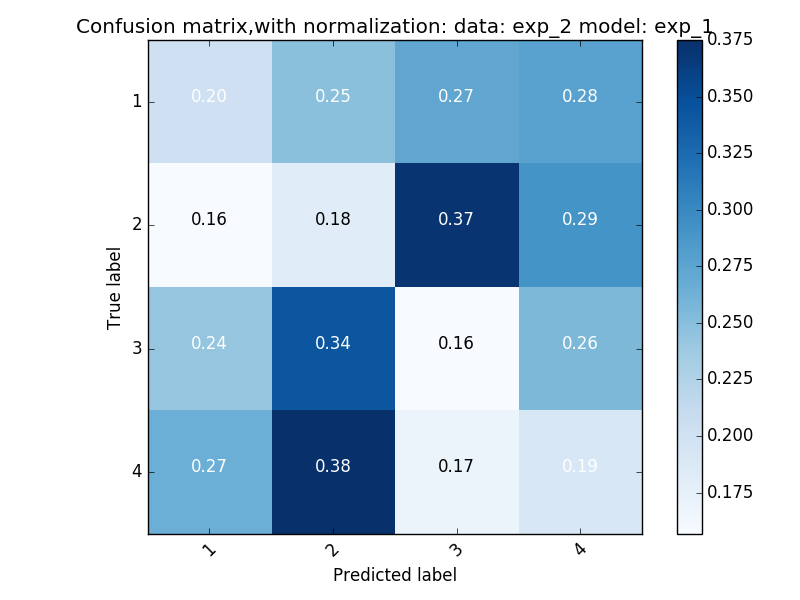 Confusion matrix,with normalization: data: exp_2 model: exp_1
0.375
1 0.20 0.25 0.27 0.28
0.350
0.325
2 0.16 0.18 0.37 0.29
0.300
0.275
True label
0.250
3 0.24 0.34 0.16 0.26
0.225
0.200
4 0.27 0.38 0.17 0.19
0.175
1 2 3 4
Predicted label